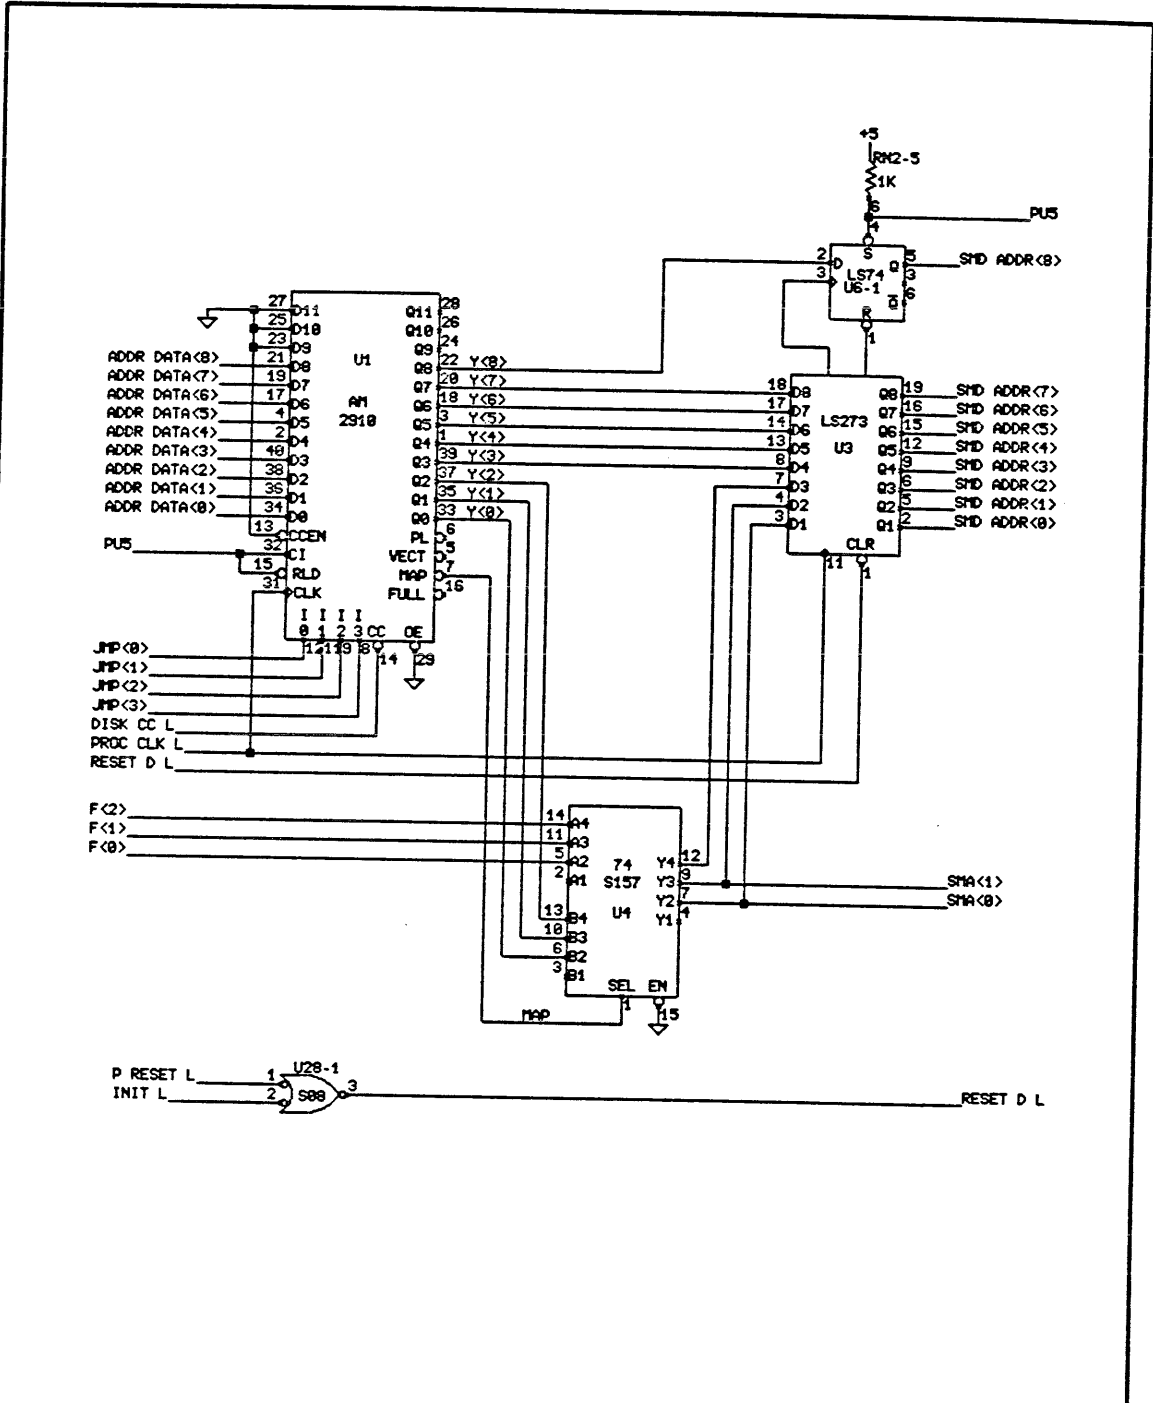 +5
RN2-5
1K
6
4
PU5
2 D S Q 5 SMD ADDR<8>
3 LS74 3
U6-1 Q 6
R
1
27 D11 Q11 28
25 D10 Q10 26
23 D9 Q9 24
U1
ADDR DATA<8> 21 D8 Q8 22 Y<8>
ADDR DATA<7> 19 D7 Q7 20 Y<7>
ADDR DATA<6> 17 D6 Q6 18 Y<6>
ADDR DATA<5> 4 D5 Q5 3 Y<5>
ADDR DATA<4> 2 D4 Q4 1 Y<4>
ADDR DATA<3> 40 D3 Q3 39 Y<3>
ADDR DATA<2> 38 D2 Q2 37 Y<2>
ADDR DATA<1> 36 D1 Q1 35 Y<1>
ADDR DATA<0> 34 D0 Q0 33 Y<0>
AM
2910
13 CCEN PL 6
PU5 32 CI VECT 5
15 RLD MAP 7
31 CLK FULL 16
I I I I
0 1 2 3 CC OE
12 11 19 8 14 29
18 D8 Q8 19 SMD ADDR<7>
17 D7 Q7 16 SMD ADDR<6>
14 D6 Q6 15 SMD ADDR<5>
13 D5 Q5 12 SMD ADDR<4>
8 D4 Q4 9 SMD ADDR<3>
7 D3 Q3 6 SMD ADDR<2>
4 D2 Q2 5 SMD ADDR<1>
3 D1 Q1 2 SMD ADDR<0>
LS273
U3
CLR
11 1
JMP<0>
JMP<1>
JMP<2>
JMP<3>
DISK CC L
PROC CLK L
RESET D L
F<2> 14 A4
F<1> 11 A3
F<0> 5 A2
2 A1
74
S157
U4
Y4 12
Y3 9 SMA<1>
Y2 7 SMA<0>
Y1 4
13 B4
10 B3
6 B2
3 B1
SEL EN
1 15
MAP
U28-1
P RESET L 1
INIT L 2
S08 3
RESET D L